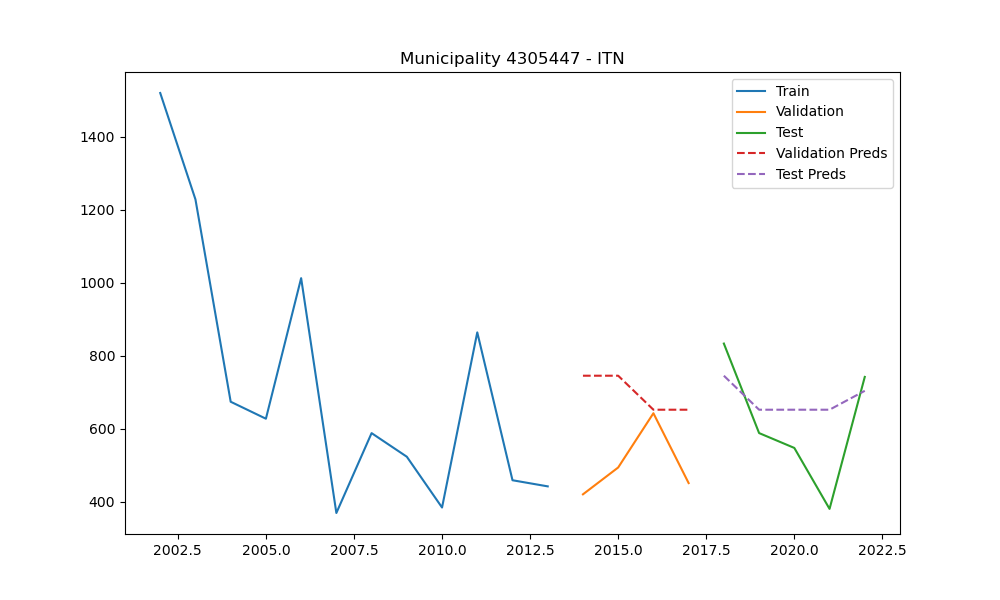 Municipality 4305447 - ITN
Train
Validation
Test
Validation Preds
Test Preds
1400
1200
1000
800
600
400
2002.5 2005.0 2007.5 2010.0 2012.5 2015.0 2017.5 2020.0 2022.5